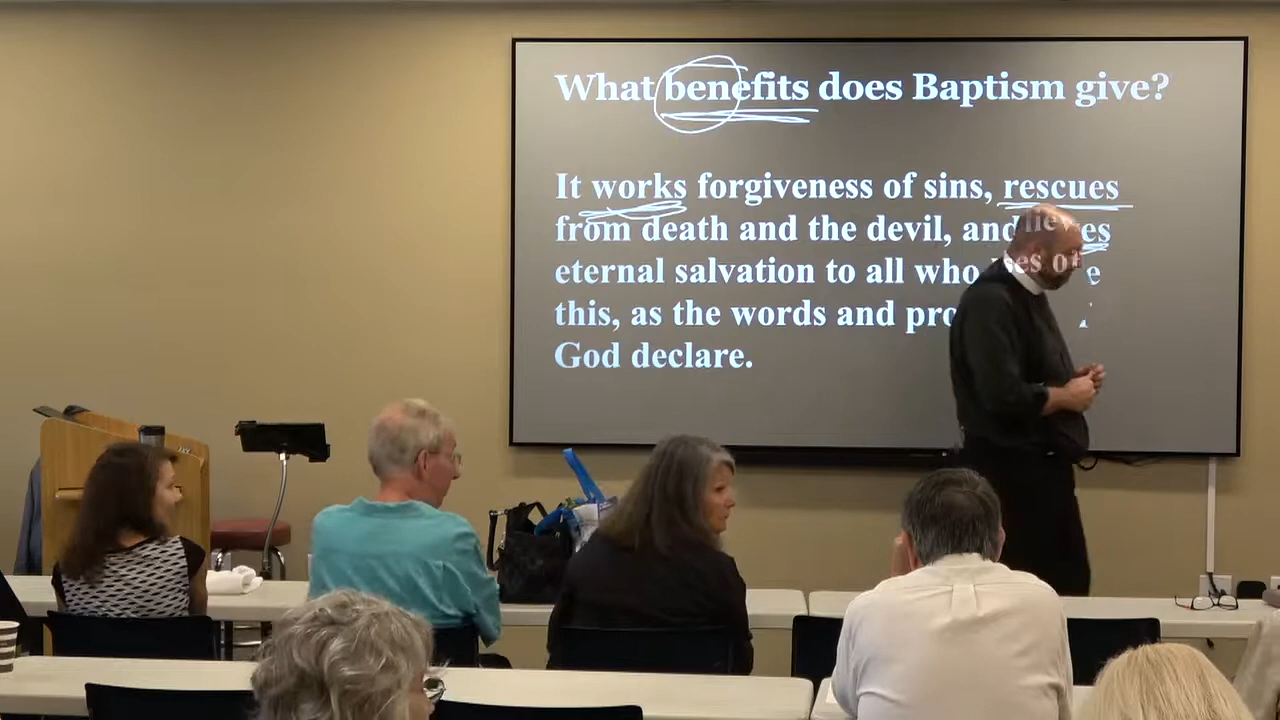 What benefits does Baptism give?
It works forgiveness of sins, rescues
from death and the devil, and
eternal salvation to all who
this, as the words and
God declare.